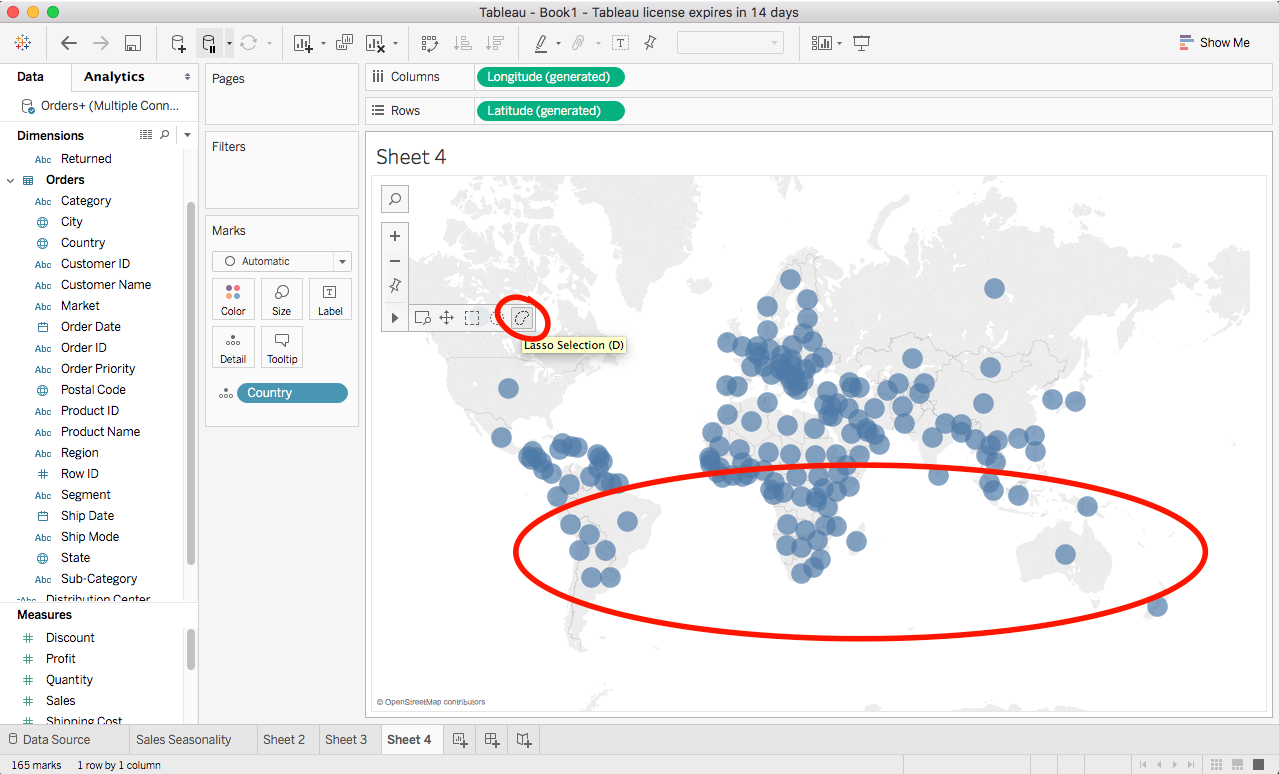 Tableau - Book1 - Tableau license expires in 14 days
Show Me
Data
Analytics
Orders+ (Multiple Conn...
Dimensions
Abc Returned
Orders
Abc Category
City
Country
Abc Customer ID
Abc Customer Name
Abc Market
Order Date
Abc Order ID
Abc Order Priority
Postal Code
Abc Product ID
Abc Product Name
Abc Region
Row ID
Abc Segment
Ship Date
Abc Ship Mode
State
Abc Sub-Category
Abc Distribution Center
Measures
Discount
Profit
Quantity
Sales
Shipping Cost
Pages
Filters
Marks
Automatic
Color
Size
Label
Detail
Tooltip
Country
Columns
Longitude (generated)
Rows
Latitude (generated)
Sheet 4
Lasso Selection (D)
© OpenStreetMap contributors
Data Source
Sales Seasonality
Sheet 2
Sheet 3
Sheet 4
165 marks
1 row by 1 column